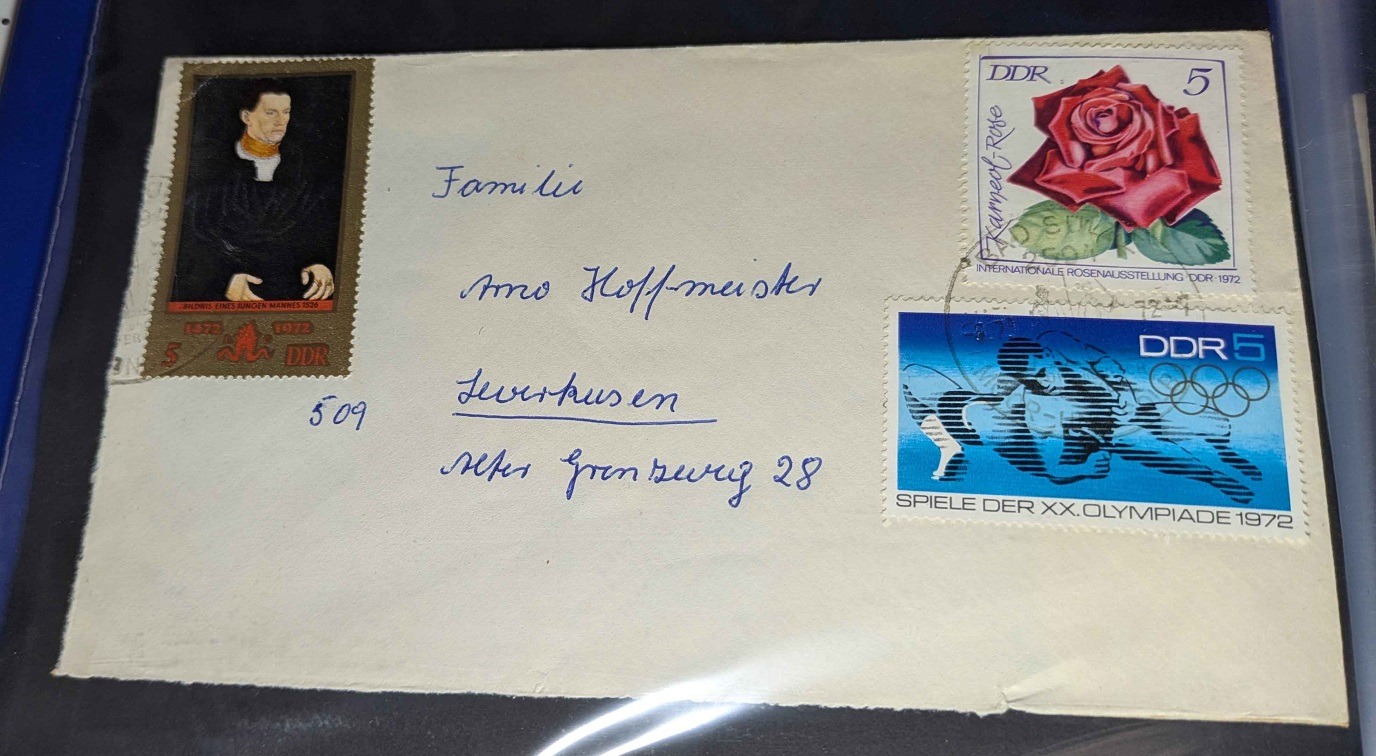 BILDNIS EINES JUNGEN MANNES 1526
1472 1972
5 DDR
DDR 5
Karneol-Rose
INTERNATIONALE ROSENAUSSTELLUNG DDR·1972
DDR 5
SPIELE DER XX. OLYMPIADE 1972
Familie
Arno Hoffmeister
509 Leverkusen
Alter Grenzweg 28